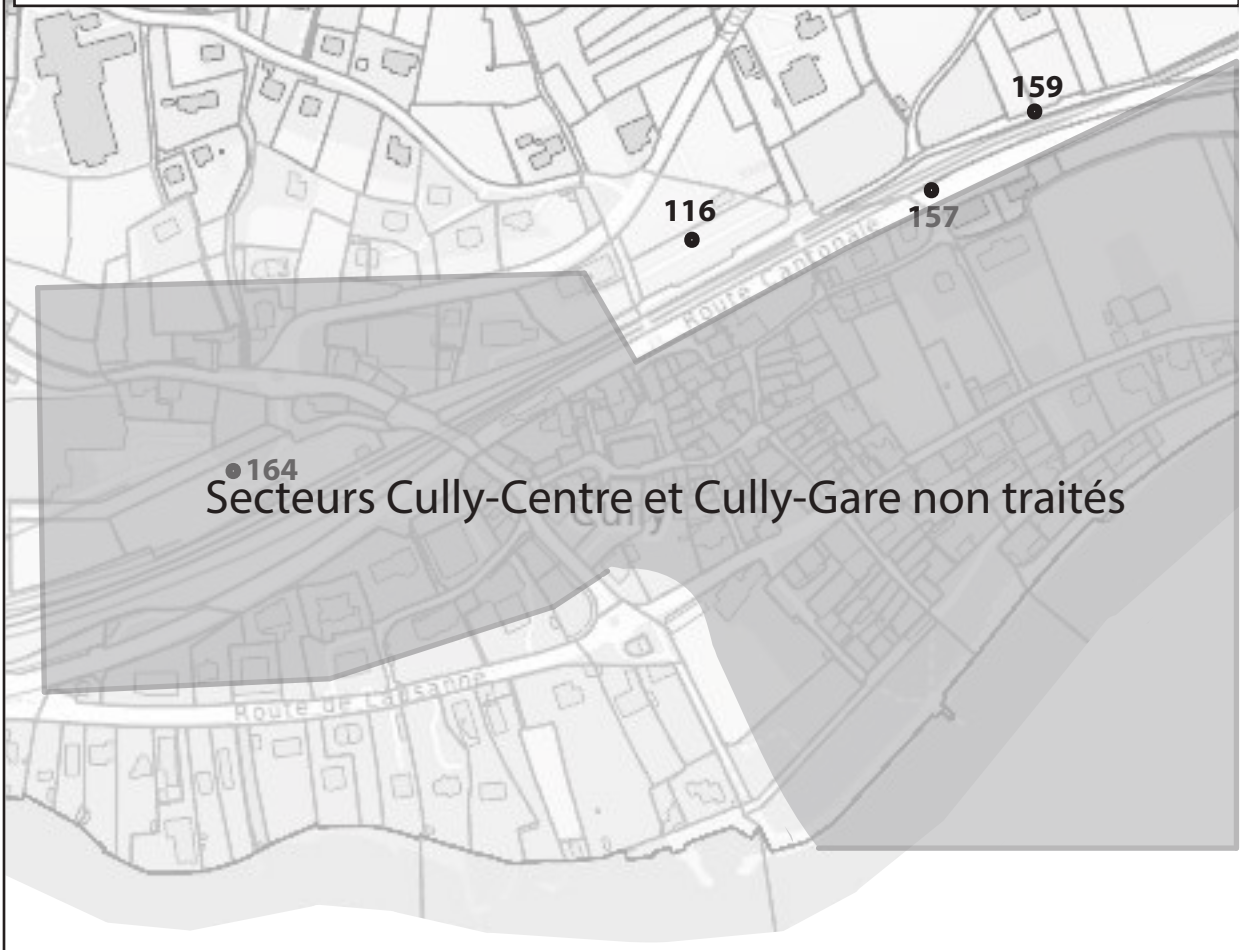 159
116
157
Route Cantonale
164
Secteurs Cully-Centre et Cully-Gare non traités
Cully
Route de Lausanne